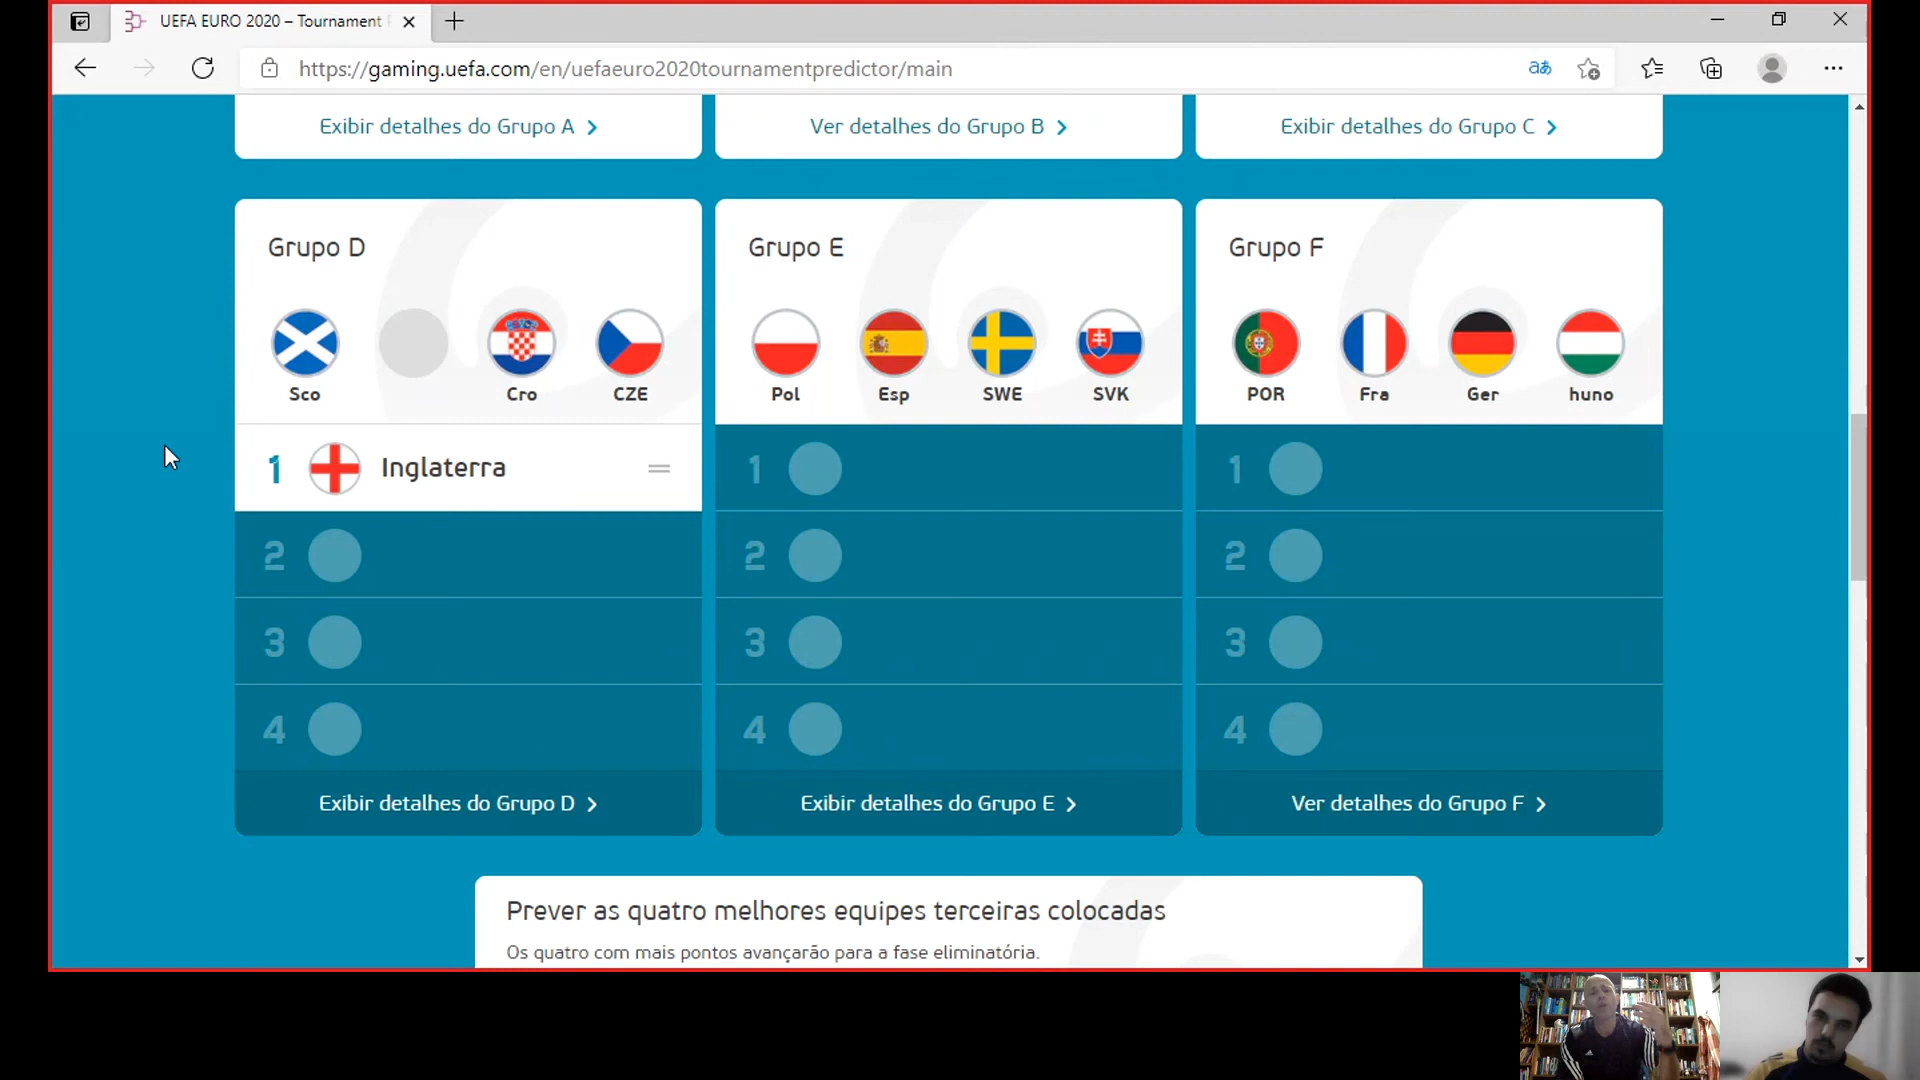 UEFA EURO 2020 – Tournament
https://gaming.uefa.com/en/uefaeuro2020tournamentpredictor/main
Exibir detalhes do Grupo A
Ver detalhes do Grupo B
Exibir detalhes do Grupo C
Grupo D
Sco
Cro
CZE
1 Inglaterra
2
3
4
Exibir detalhes do Grupo D
Grupo E
Pol
Esp
SWE
SVK
1
2
3
4
Exibir detalhes do Grupo E
Grupo F
POR
Fra
Ger
huno
1
2
3
4
Ver detalhes do Grupo F
Prever as quatro melhores equipes terceiras colocadas
Os quatro com mais pontos avançarão para a fase eliminatória.